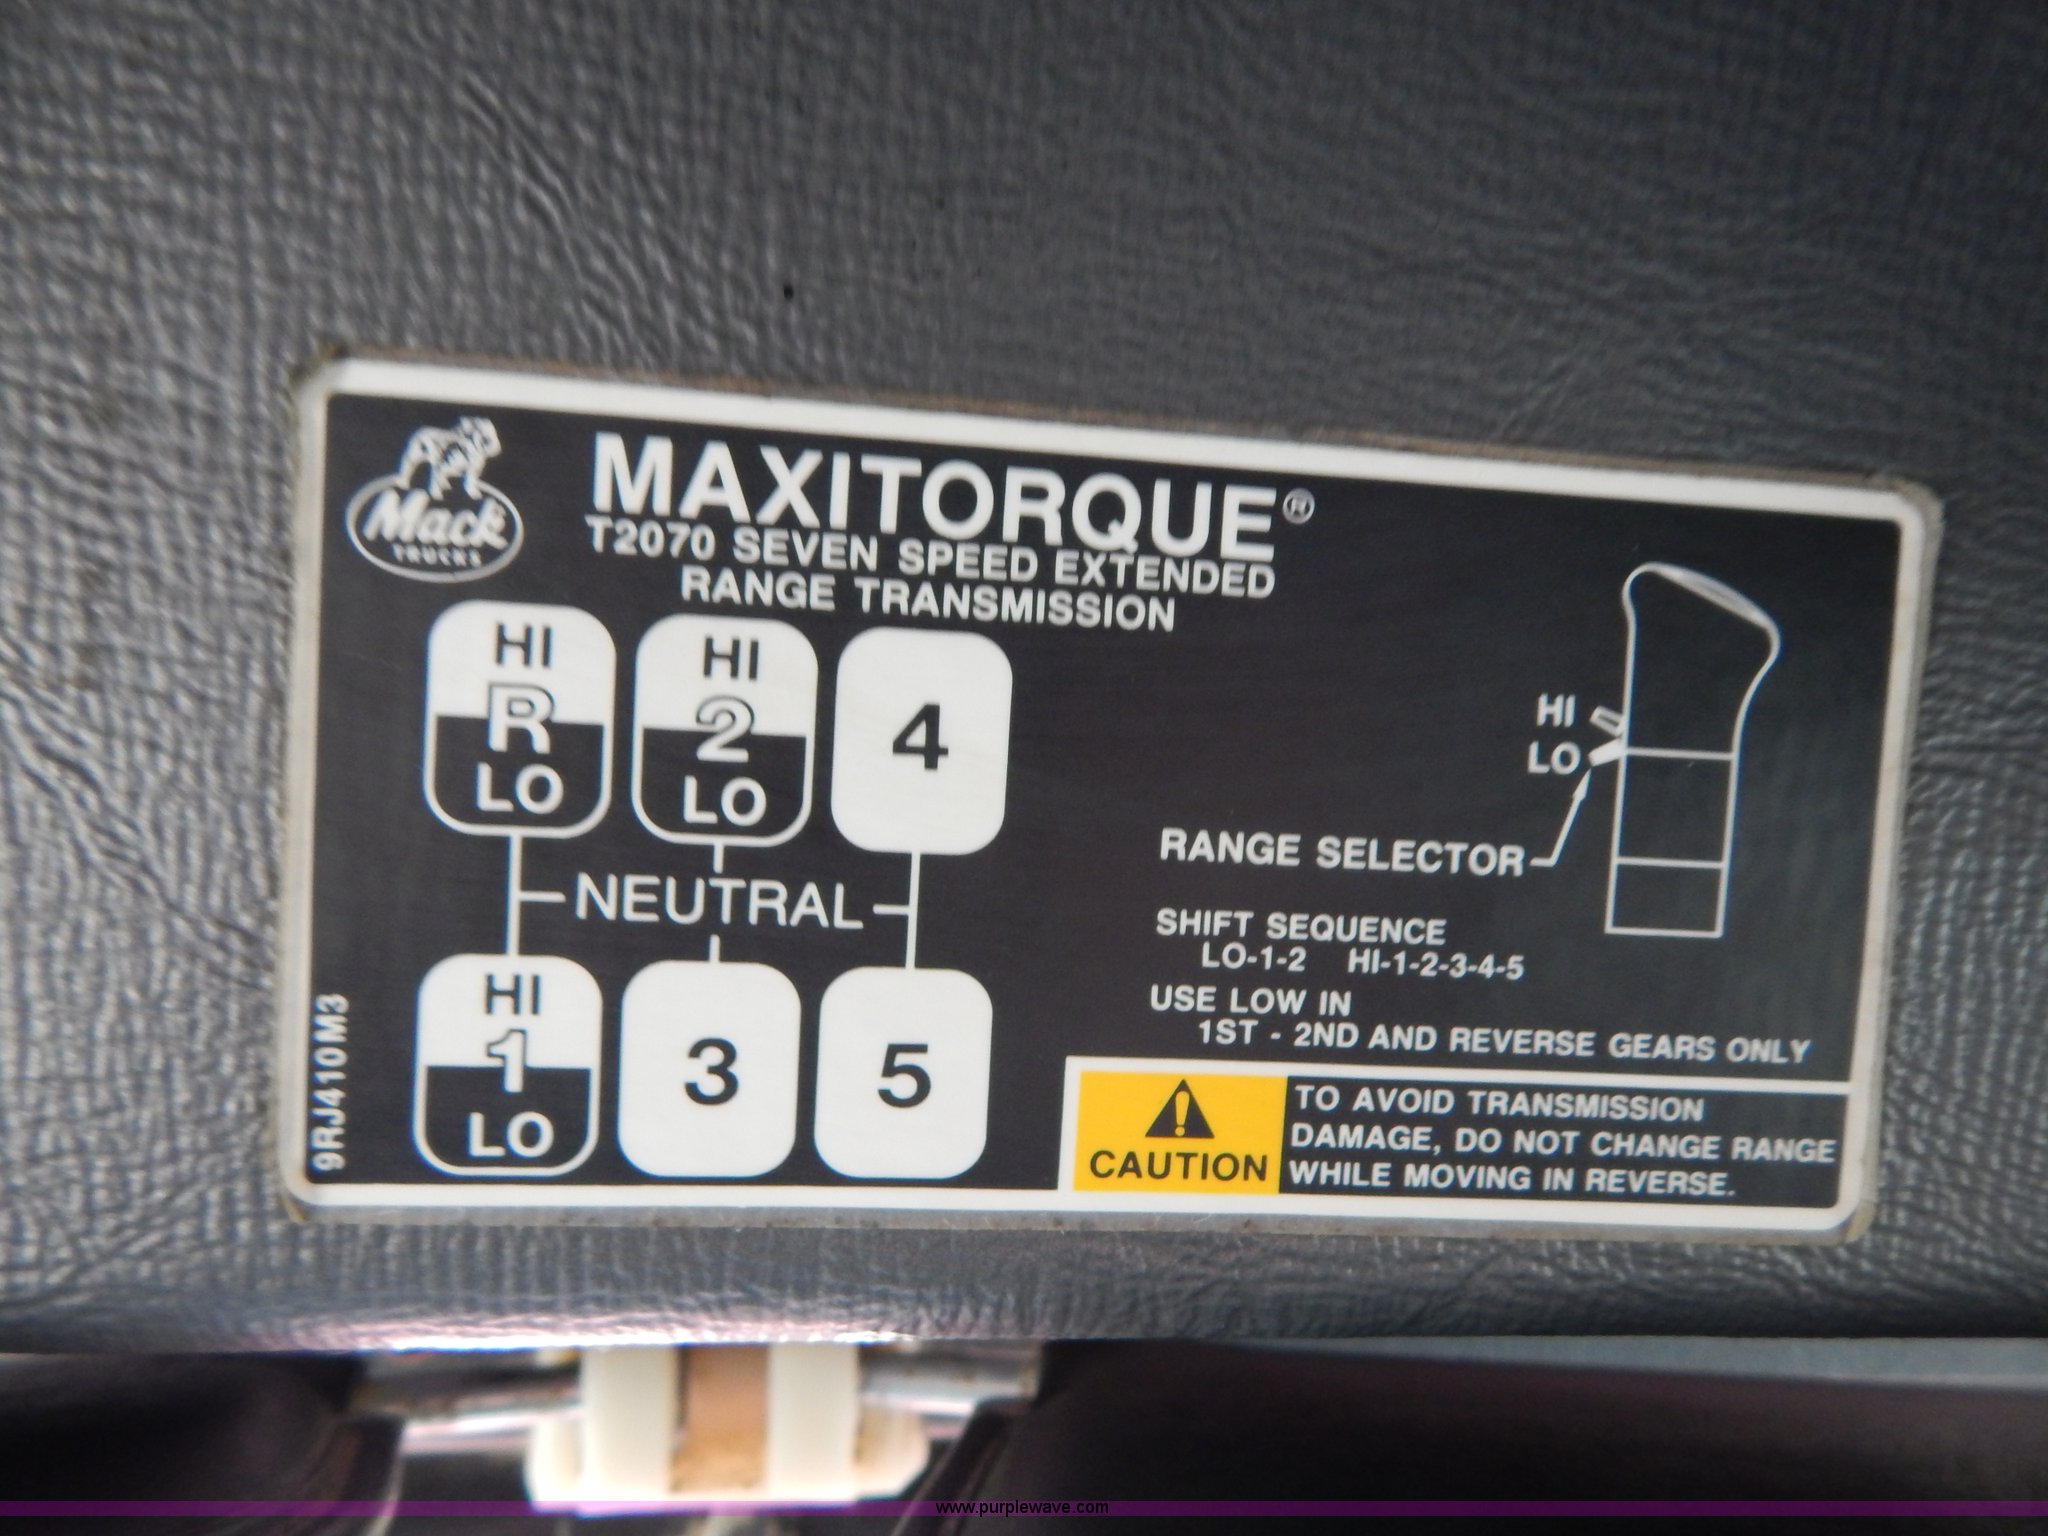 Mack
TRUCKS
MAXITORQUE®
T2070 SEVEN SPEED EXTENDED
RANGE TRANSMISSION
HI
R
LO
HI
2
LO
4
NEUTRAL
HI
1
LO
3
5
9RJ410M3
HI
LO
RANGE SELECTOR
SHIFT SEQUENCE
LO-1-2 HI-1-2-3-4-5
USE LOW IN
1ST - 2ND AND REVERSE GEARS ONLY
CAUTION
TO AVOID TRANSMISSION
DAMAGE, DO NOT CHANGE RANGE
WHILE MOVING IN REVERSE.
www.purplewave.com